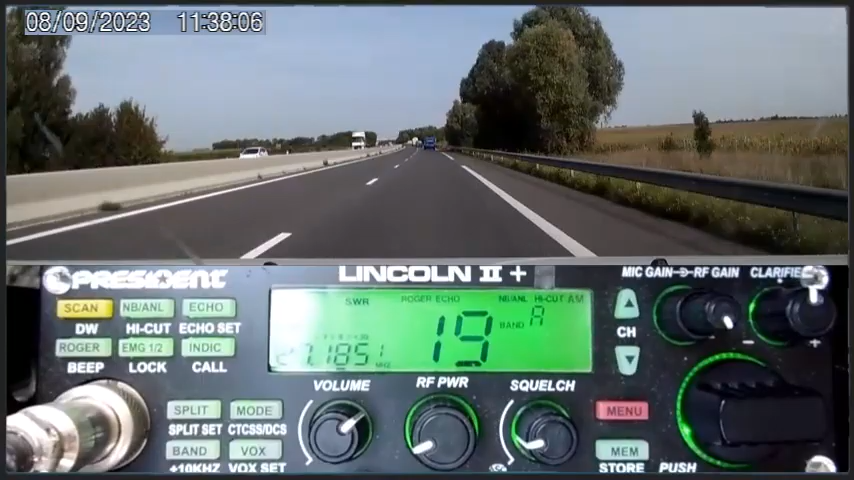 08/09/2023 11:38:06
PRESIDENT LINCOLN II + MIC GAIN RF GAIN CLARIFIER
SCAN NB/ANL ECHO
DW HI-CUT ECHO SET
ROGER EMG 1/2 INDIC
BEEP LOCK CALL
SWR ROGER ECHO NB/ANL HI-CUT AM
19 BAND A
27.1851 MHz
CH
VOLUME RF PWR SQUELCH
SPLIT MODE
SPLIT SET CTCSS/DCS
BAND VOX
+10KHZ VOX SET
MENU
MEM
STORE PUSH